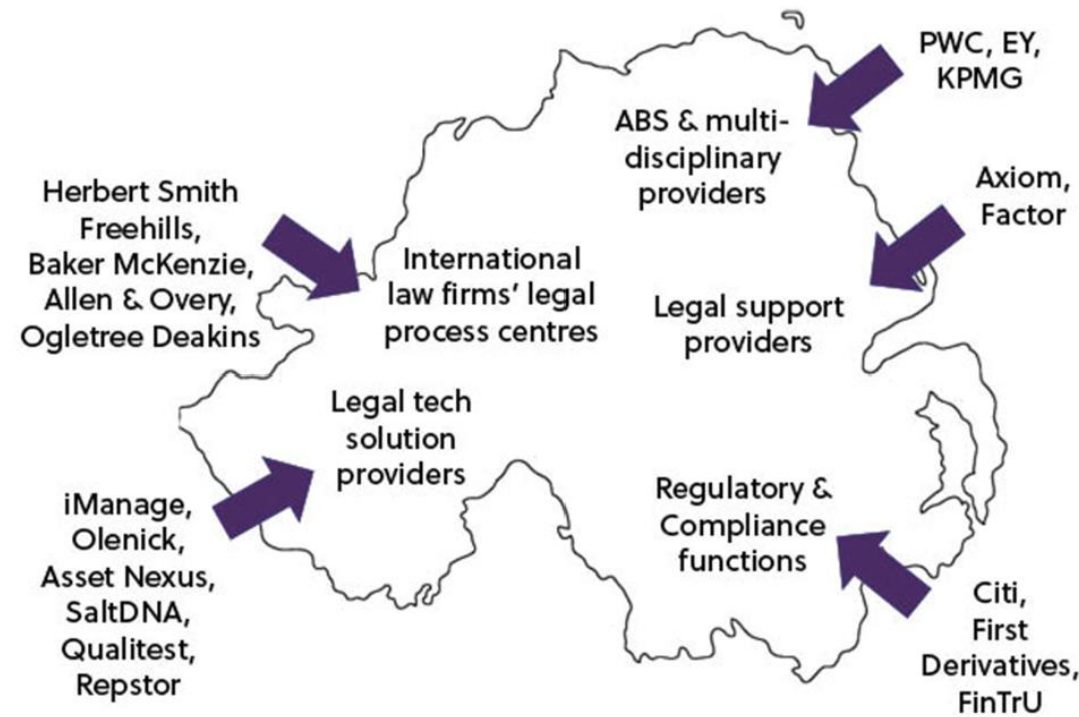 PWC, EY,
KPMG
ABS & multi-
disciplinary
providers
Axiom,
Factor
Herbert Smith
Freehills,
Baker McKenzie,
Allen & Overy,
Ogletree Deakins
International
law firms’ legal
process centres
Legal support
providers
Legal tech
solution
providers
iManage,
Olenick,
Asset Nexus,
SaltDNA,
Qualitest,
Repstor
Regulatory &
Compliance
functions
Citi,
First
Derivatives,
FinTrU